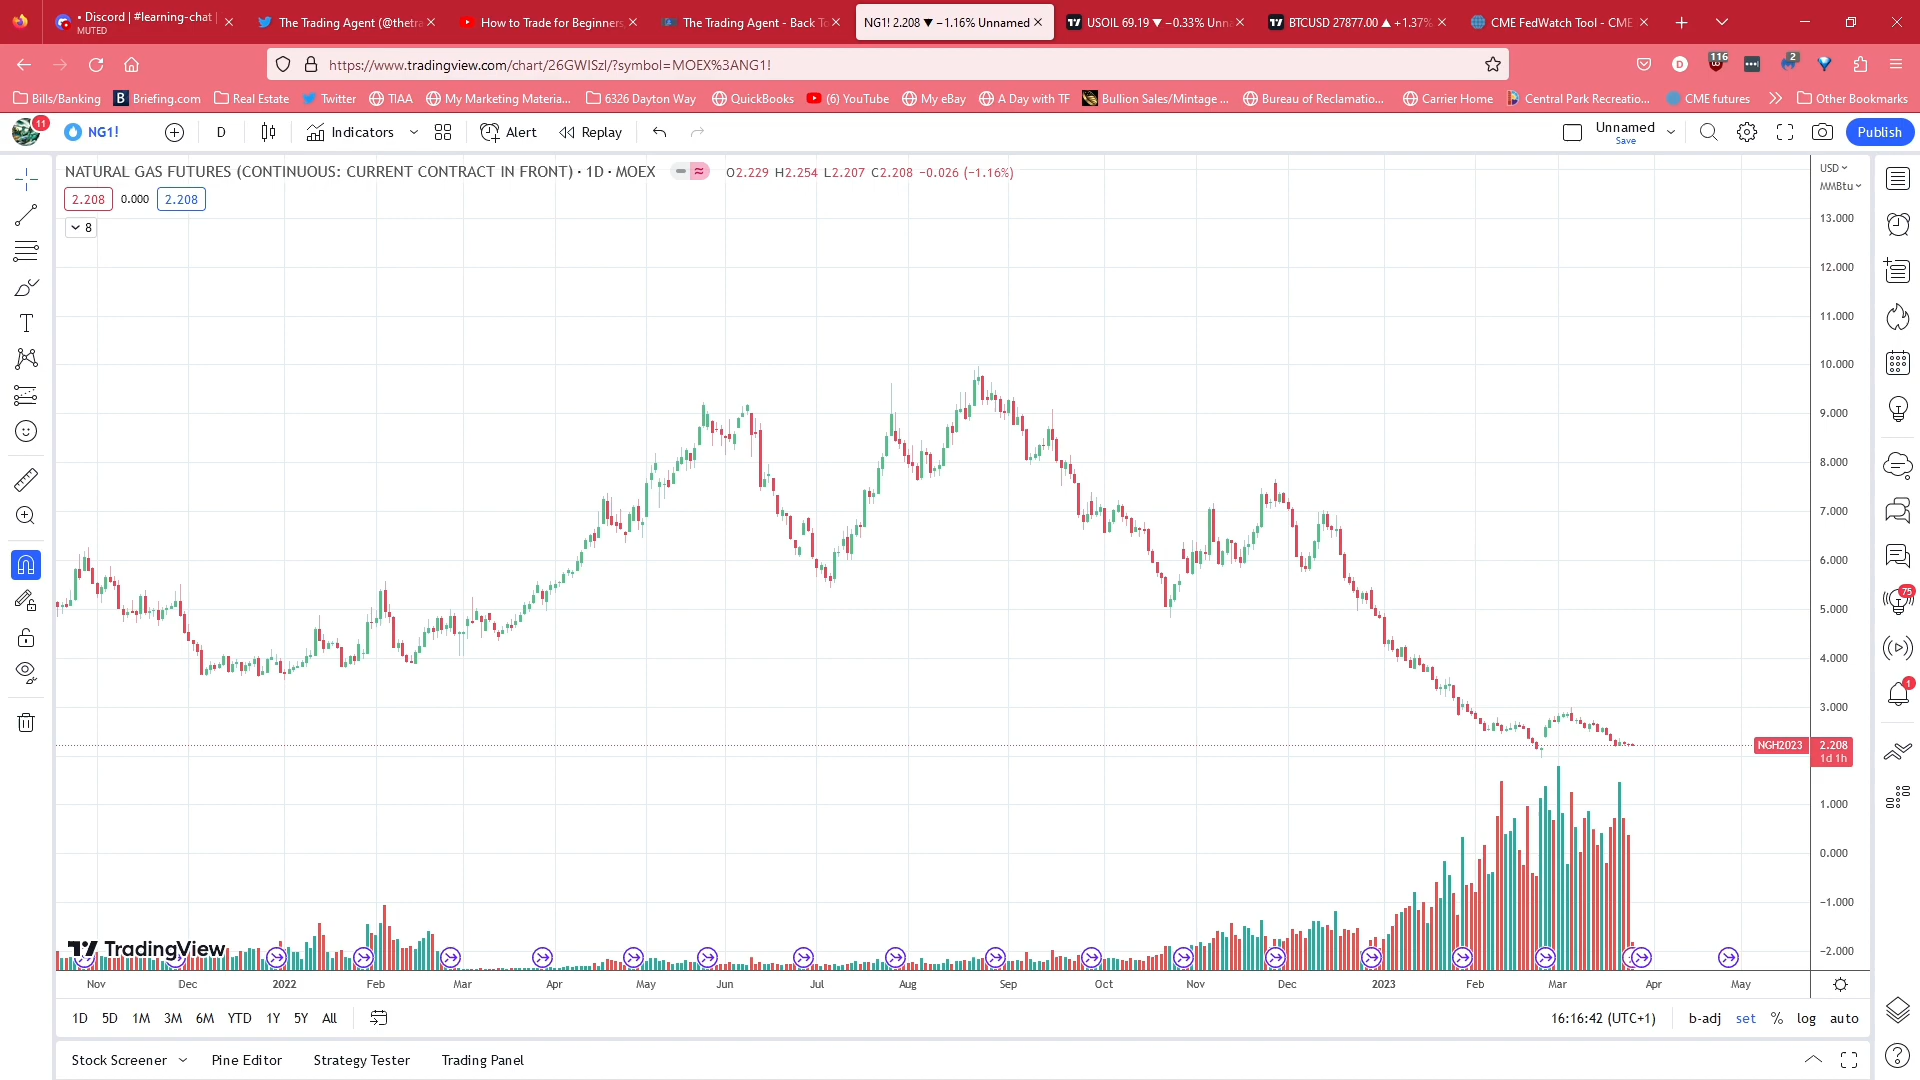 • Discord | #learning-chat |
MUTED
The Trading Agent (@thetra
How to Trade for Beginners
The Trading Agent - Back To
NG1! 2.208 ▼ −1.16% Unnamed
USOIL 69.19 ▼ −0.33% Unna
BTCUSD 27877.00 ▲ +1.37%
CME FedWatch Tool - CME
https://www.tradingview.com/chart/26GWISzl/?symbol=MOEX%3ANG1!
116
2
Bills/Banking
Briefing.com
Real Estate
Twitter
TIAA
My Marketing Materia...
6326 Dayton Way
QuickBooks
(6) YouTube
My eBay
A Day with TF
Bullion Sales/Mintage ...
Bureau of Reclamatio...
Carrier Home
Central Park Recreatio...
CME futures
Other Bookmarks
11
NG1!
D
Indicators
Alert
Replay
Unnamed
Save
Publish
NATURAL GAS FUTURES (CONTINUOUS: CURRENT CONTRACT IN FRONT) · 1D · MOEX
O2.229 H2.254 L2.207 C2.208 −0.026 (−1.16%)
2.208 0.000 2.208
8
USD
MMBtu
13.000
12.000
11.000
10.000
9.000
8.000
7.000
6.000
5.000
4.000
3.000
NGH2023 2.208
1d 1h
1.000
0.000
−1.000
−2.000
75
1
TradingView
Nov Dec 2022 Feb Mar Apr May Jun Jul Aug Sep Oct Nov Dec 2023 Feb Mar Apr May
1D 5D 1M 3M 6M YTD 1Y 5Y All
16:16:42 (UTC+1) b-adj set % log auto
Stock Screener Pine Editor Strategy Tester Trading Panel